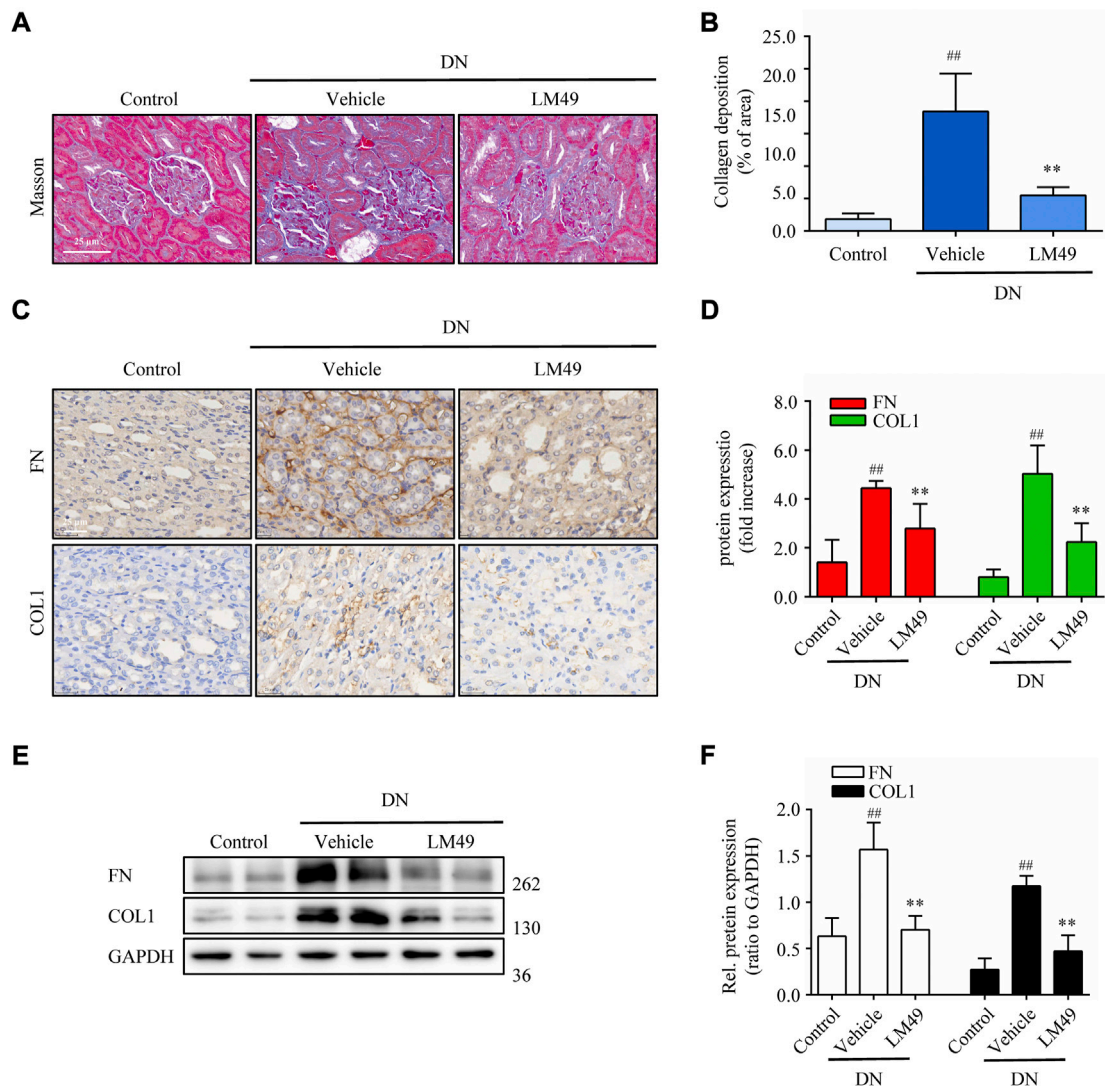 A
DN
Control Vehicle LM49
Masson
25 μm
B
Collagen deposition
(% of area)
25.0
20.0
15.0
10.0
5.0
0.0
##
**
Control Vehicle LM49
DN
C
DN
Control Vehicle LM49
FN
25 μm
COL1
D
protein expresstio
(fold increase)
FN
COL1
8.0
6.0
4.0
2.0
0.0
##
**
##
**
Control Vehicle LM49 Control Vehicle LM49
DN DN
E
DN
Control Vehicle LM49
FN 262
COL1 130
GAPDH 36
F
Rel. pretein expression
(ratio to GAPDH)
FN
COL1
2.0
1.5
1.0
0.5
0.0
##
**
##
**
Control Vehicle LM49 Control Vehicle LM49
DN DN